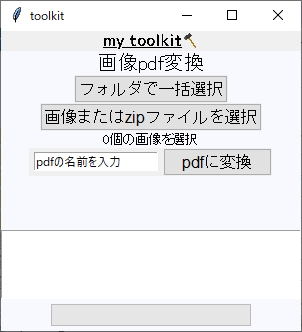 toolkit
my toolkit🔨
画像pdf変換
フォルダで一括選択
画像またはzipファイルを選択
0個の画像を選択
pdfの名前を入力 pdfに変換